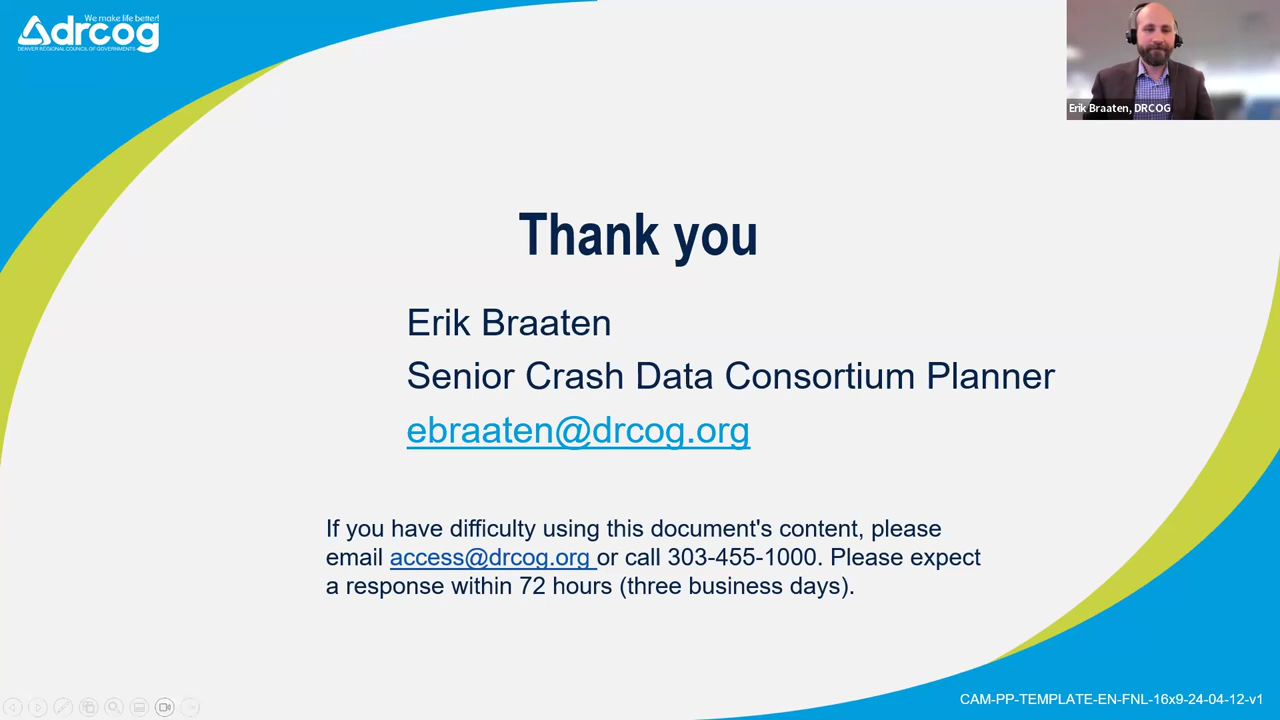 We make life better!
drcog
DENVER REGIONAL COUNCIL OF GOVERNMENTS
Erik Braaten, DRCOG
Thank you
Erik Braaten
Senior Crash Data Consortium Planner
ebraaten@drcog.org
If you have difficulty using this document's content, please
email access@drcog.org or call 303-455-1000. Please expect
a response within 72 hours (three business days).
CAM-PP-TEMPLATE-EN-FNL-16x9-24-04-12-v1